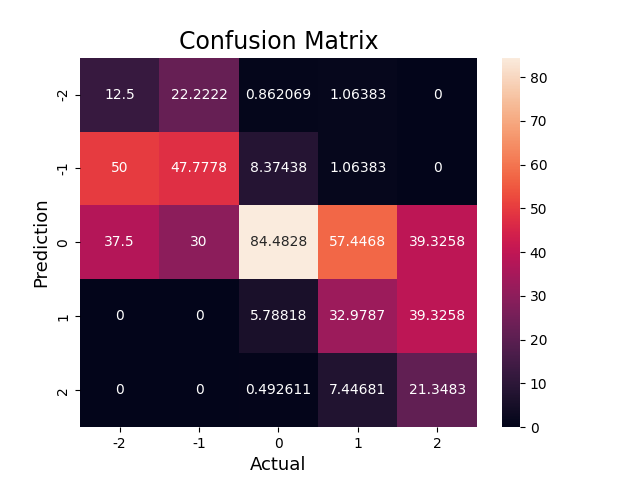 Confusion Matrix
-2 12.5 22.2222 0.862069 1.06383 0
-1 50 47.7778 8.37438 1.06383 0
0 37.5 30 84.4828 57.4468 39.3258
1 0 0 5.78818 32.9787 39.3258
2 0 0 0.492611 7.44681 21.3483
-2 -1 0 1 2
Actual
Prediction
80
70
60
50
40
30
20
10
0